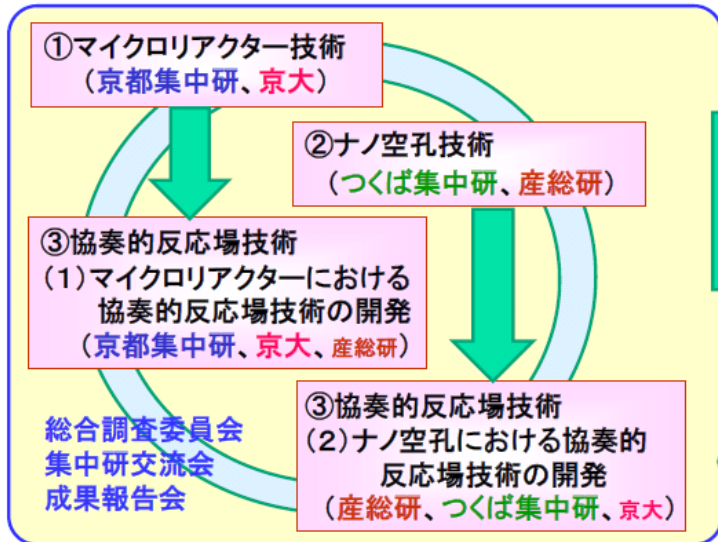 ①マイクロリアクター技術
（京都集中研、京大）
②ナノ空孔技術
（つくば集中研、産総研）
③協奏的反応場技術
（１）マイクロリアクターにおける
協奏的反応場技術の開発
（京都集中研、京大、産総研）
③協奏的反応場技術
（２）ナノ空孔における協奏的
反応場技術の開発
（産総研、つくば集中研、京大）
総合調査委員会
集中研交流会
成果報告会